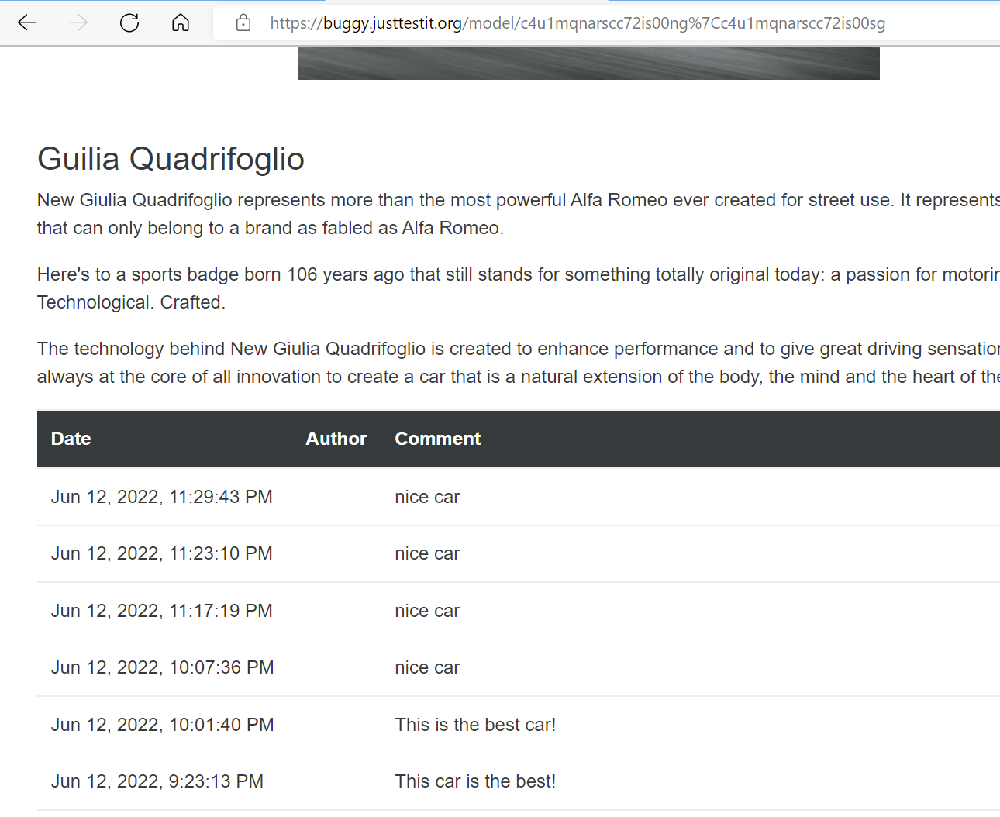 https://buggy.justtestit.org/model/c4u1mqnarscc72is00ng%7Cc4u1mqnarscc72is00sg
Guilia Quadrifoglio
New Giulia Quadrifoglio represents more than the most powerful Alfa Romeo ever created for street use. It represents
that can only belong to a brand as fabled as Alfa Romeo.
Here's to a sports badge born 106 years ago that still stands for something totally original today: a passion for
Technological. Crafted.
The technology behind New Giulia Quadrifoglio is created to enhance performance and to give great driving
always at the core of all innovation to create a car that is a natural extension of the body, the mind and the heart of
Date Author Comment
Jun 12, 2022, 11:29:43 PM nice car
Jun 12, 2022, 11:23:10 PM nice car
Jun 12, 2022, 11:17:19 PM nice car
Jun 12, 2022, 10:07:36 PM nice car
Jun 12, 2022, 10:01:40 PM This is the best car!
Jun 12, 2022, 9:23:13 PM This car is the best!